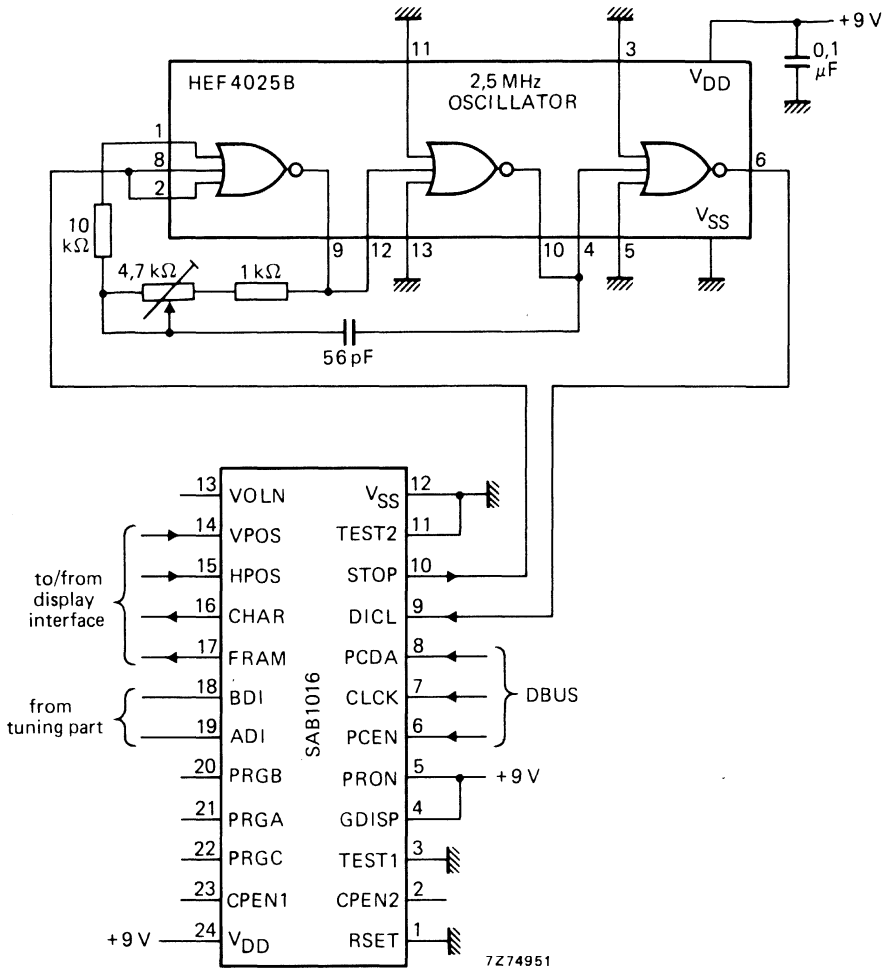 +9 V
11
3
HEF4025B
2,5 MHz
OSCILLATOR
VDD
0,1
µF
1
8
2
6
VSS
10
kΩ
9
12
13
10
4
5
4,7 kΩ
1 kΩ
56 pF
13
VOLN
VSS
12
14
VPOS
TEST2
11
15
HPOS
STOP
10
to/from
display
interface
16
CHAR
DICL
9
17
FRAM
PCDA
8
18
BDI
CLCK
7
DBUS
from
tuning part
19
ADI
PCEN
6
SAB1016
20
PRGB
PRON
5
+9 V
21
PRGA
GDISP
4
22
PRGC
TEST1
3
23
CPEN1
CPEN2
2
+9 V
24
VDD
RSET
1
7Z74951